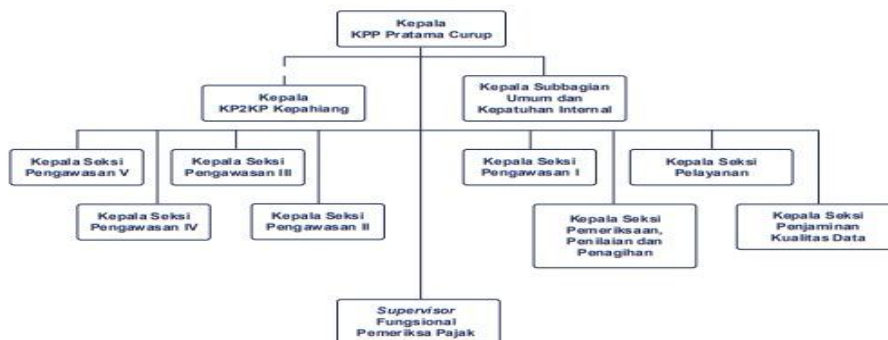 Kepala
KPP Pratama Curup
Kepala
KP2KP Kepahiang
Kepala Subbagian
Umum dan
Kepatuhan Internal
Kepala Seksi
Pengawasan V
Kepala Seksi
Pengawasan III
Kepala Seksi
Pengawasan I
Kepala Seksi
Pelayanan
Kepala Seksi
Pengawasan IV
Kepala Seksi
Pengawasan II
Kepala Seksi
Pemeriksaan,
Penilaian dan
Penagihan
Kepala Seksi
Penjaminan
Kualitas Data
Supervisor
Fungsional
Pemeriksa Pajak